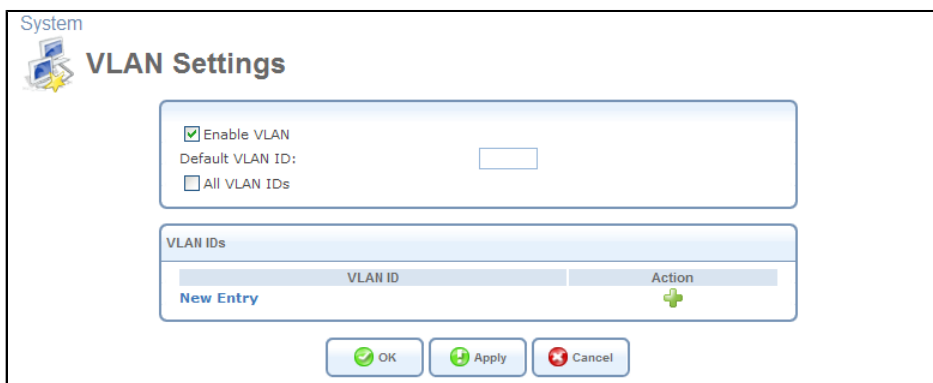 System
VLAN Settings
Enable VLAN
Default VLAN ID:
All VLAN IDs
VLAN IDs
VLAN ID Action
New Entry
OK Apply Cancel